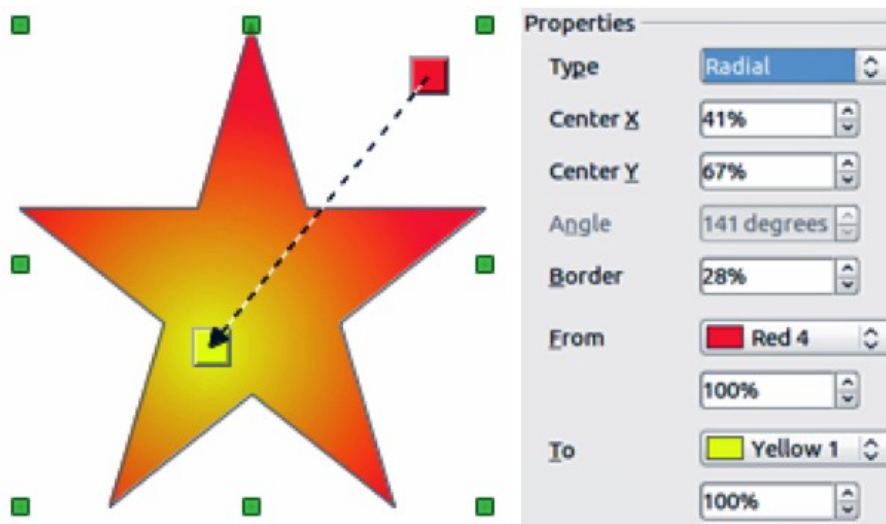 Properties
Type Radial
Center X 41%
Center Y 67%
Angle 141 degrees
Border 28%
From Red 4
100%
To Yellow 1
100%